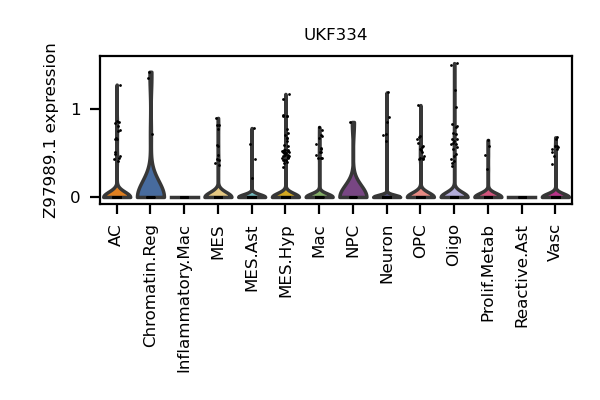 UKF334
Z97989.1 expression
1
0
AC
Chromatin.Reg
Inflammatory.Mac
MES
MES.Ast
MES.Hyp
Mac
NPC
Neuron
OPC
Oligo
Prolif.Metab
Reactive.Ast
Vasc